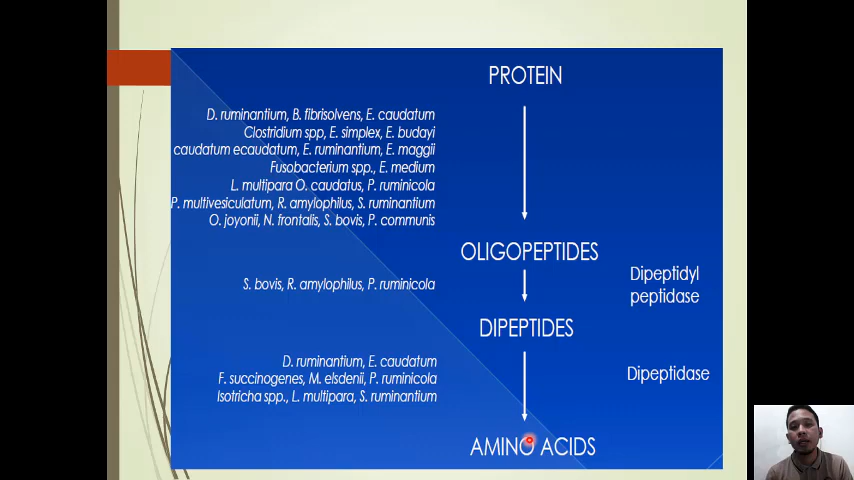 PROTEIN
D. ruminantium, B. fibrisolvens, E. caudatum
Clostridium spp, E. simplex, E. budayi
caudatum ecaudatum, E. ruminantium, E. maggii
Fusobacterium spp., E. medium
L. multipara O. caudatus, P. ruminicola
P. multivesiculatum, R. amylophilus, S. ruminantium
O. joyonii, N. frontalis, S. bovis, P. communis
OLIGOPEPTIDES
Dipeptidyl
peptidase
S. bovis, R. amylophilus, P. ruminicola
DIPEPTIDES
D. ruminantium, E. caudatum
F. succinogenes, M. elsdenii, P. ruminicola
Isotricha spp., L. multipara, S. ruminantium
Dipeptidase
AMINO ACIDS